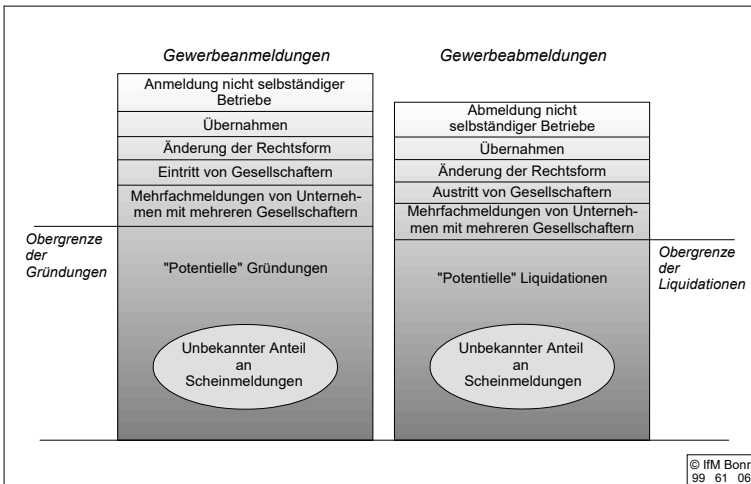 Gewerbeanmeldungen
Anmeldung nicht selbständiger
Betriebe
Übernahmen
Änderung der Rechtsform
Eintritt von Gesellschaftern
Mehrfachmeldungen von Unterneh-
men mit mehreren Gesellschaftern
Obergrenze
der
Gründungen
"Potentielle" Gründungen
Unbekannter Anteil
an
Scheinmeldungen
Gewerbeabmeldungen
Abmeldung nicht
selbständiger Betriebe
Übernahmen
Änderung der Rechtsform
Austritt von Gesellschaftern
Mehrfachmeldungen von Unterneh-
men mit mehreren Gesellschaftern
Obergrenze
der
Liquidationen
"Potentielle" Liquidationen
Unbekannter Anteil
an
Scheinmeldungen
© IfM Bonn
99 61 06